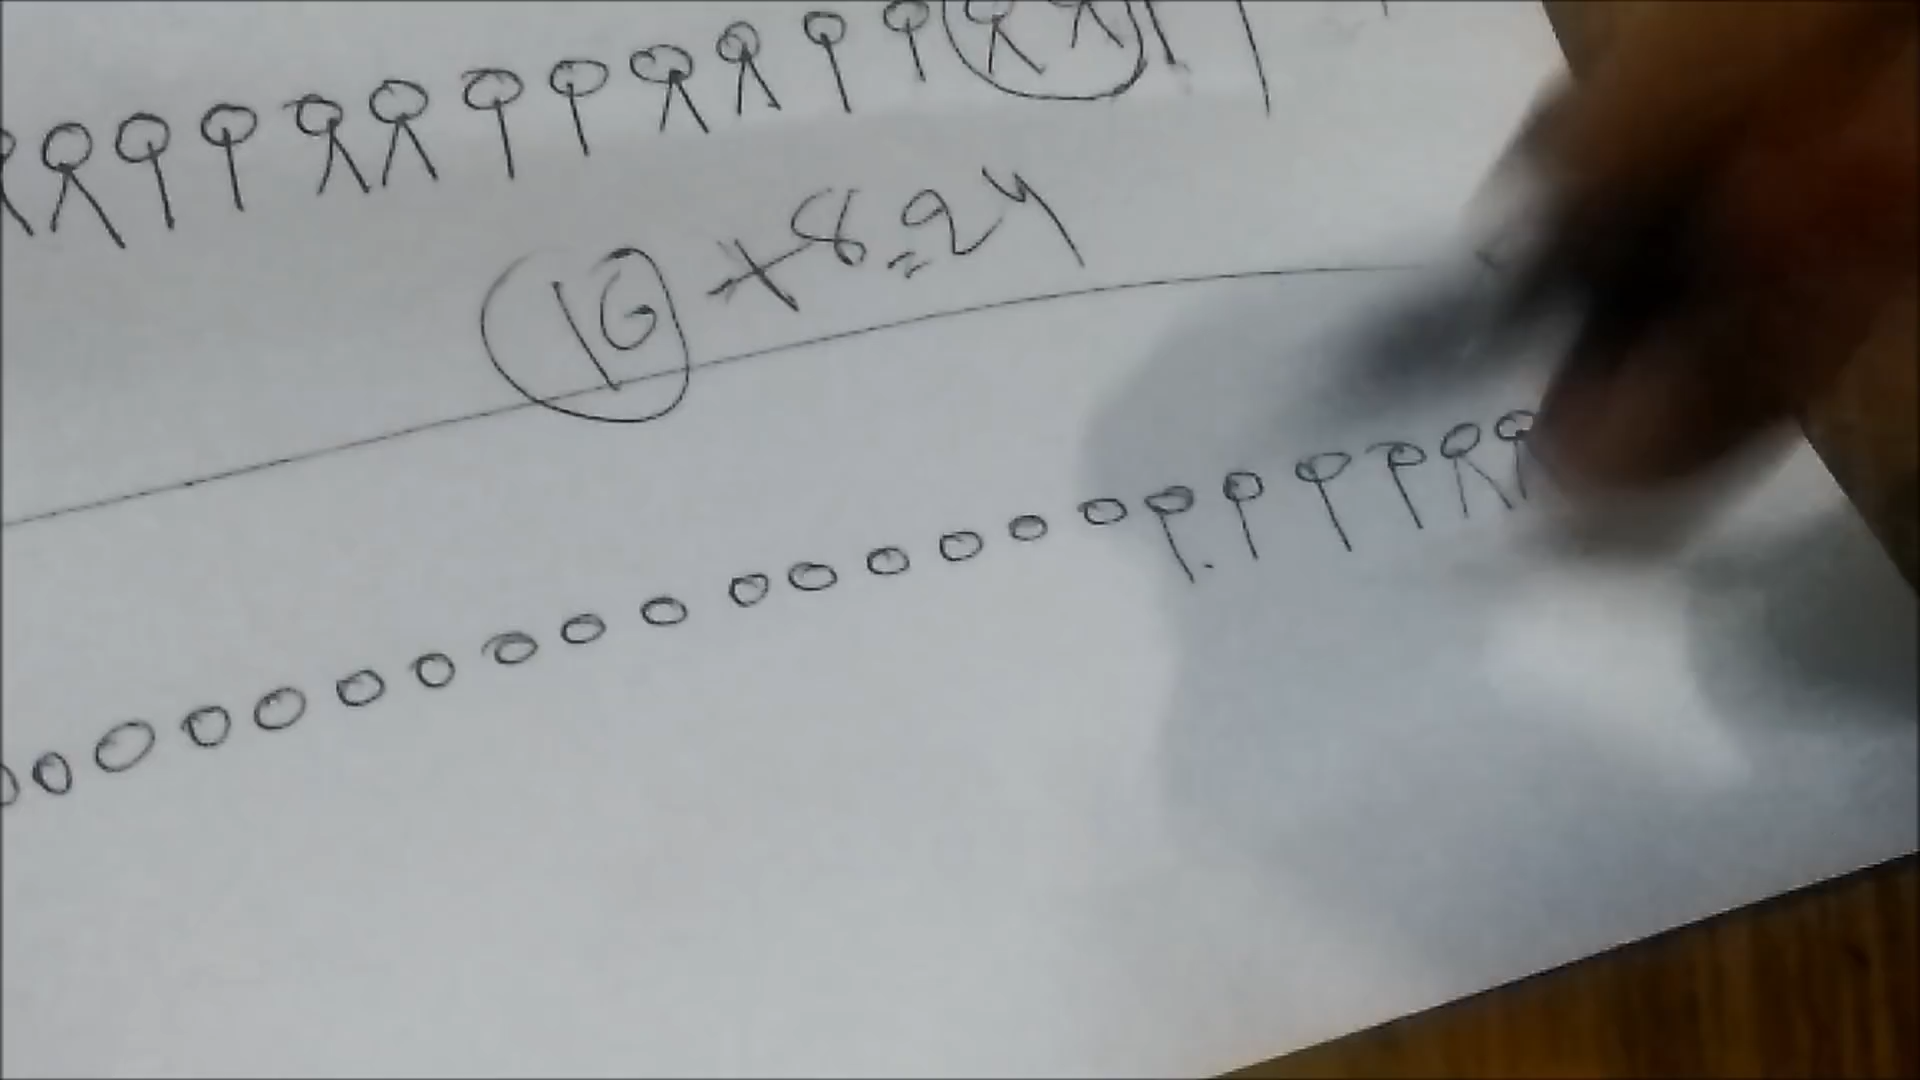 16 + 8 = 24